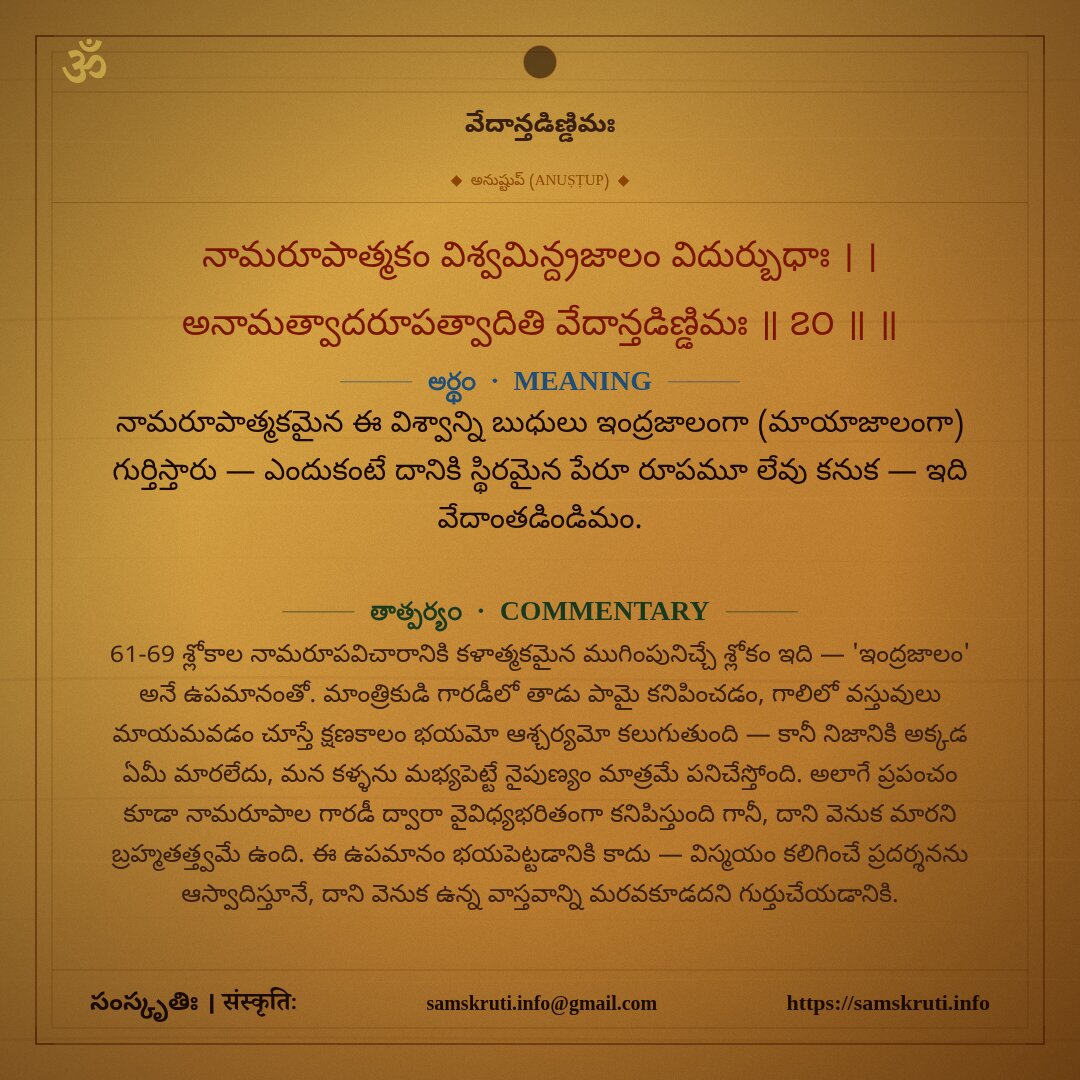 ॐ
వేదాన్తడిణ్డిమః
◆ అనుష్టుప్ (ANUṢṬUP) ◆
నామరూపాత్మకం విశ్వమిన్ద్రజాలం విదుర్బుధాః । ।
అనామత్వాదరూపత్వాదితి వేదాన్తడిణ్డిమః ॥ ౭౦ ॥ ॥
అర్థం · MEANING
నామరూపాత్మకమైన ఈ విశ్వాన్ని బుధులు ఇంద్రజాలంగా (మాయాజాలంగా)
గుర్తిస్తారు — ఎందుకంటే దానికి స్థిరమైన పేరూ రూపమూ లేవు కనుక — ఇది
వేదాంతడిండిమం.
తాత్పర్యం · COMMENTARY
61-69 శ్లోకాల నామరూపవిచారానికి కళాత్మకమైన ముగింపునిచ్చే శ్లోకం ఇది — 'ఇంద్రజాలం'
అనే ఉపమానంతో. మాంత్రికుడి గారడీలో తాడు పామై కనిపించడం, గాలిలో వస్తువులు
మాయమవడం చూస్తే క్షణకాలం భయమో ఆశ్చర్యమో కలుగుతుంది — కానీ నిజానికి అక్కడ
ఏమీ మారలేదు, మన కళ్ళను మభ్యపెట్టే నైపుణ్యం మాత్రమే పనిచేస్తోంది. అలాగే ప్రపంచం
కూడా నామరూపాల గారడీ ద్వారా వైవిధ్యభరితంగా కనిపిస్తుంది గానీ, దాని వెనుక మారని
బ్రహ్మతత్త్వమే ఉంది. ఈ ఉపమానం భయపెట్టడానికి కాదు — విస్మయం కలిగించే ప్రదర్శనను
ఆస్వాదిస్తూనే, దాని వెనుక ఉన్న వాస్తవాన్ని మరవకూడదని గుర్తుచేయడానికి.
సంస్కృతిః | संस्कृतिः samskruti.info@gmail.com https://samskruti.info